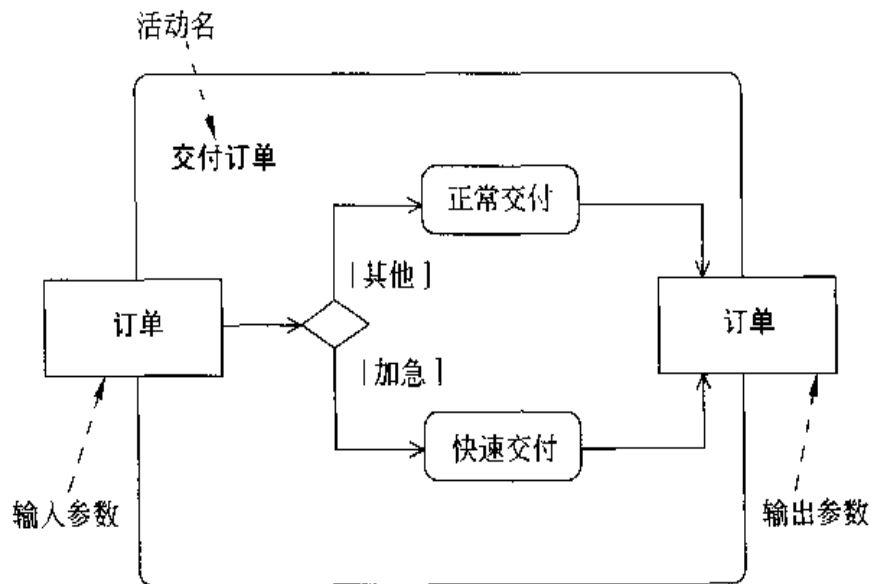 活动名
交付订单
正常交付
[其他]
订单
订单
[加急]
快速交付
输入参数
输出参数